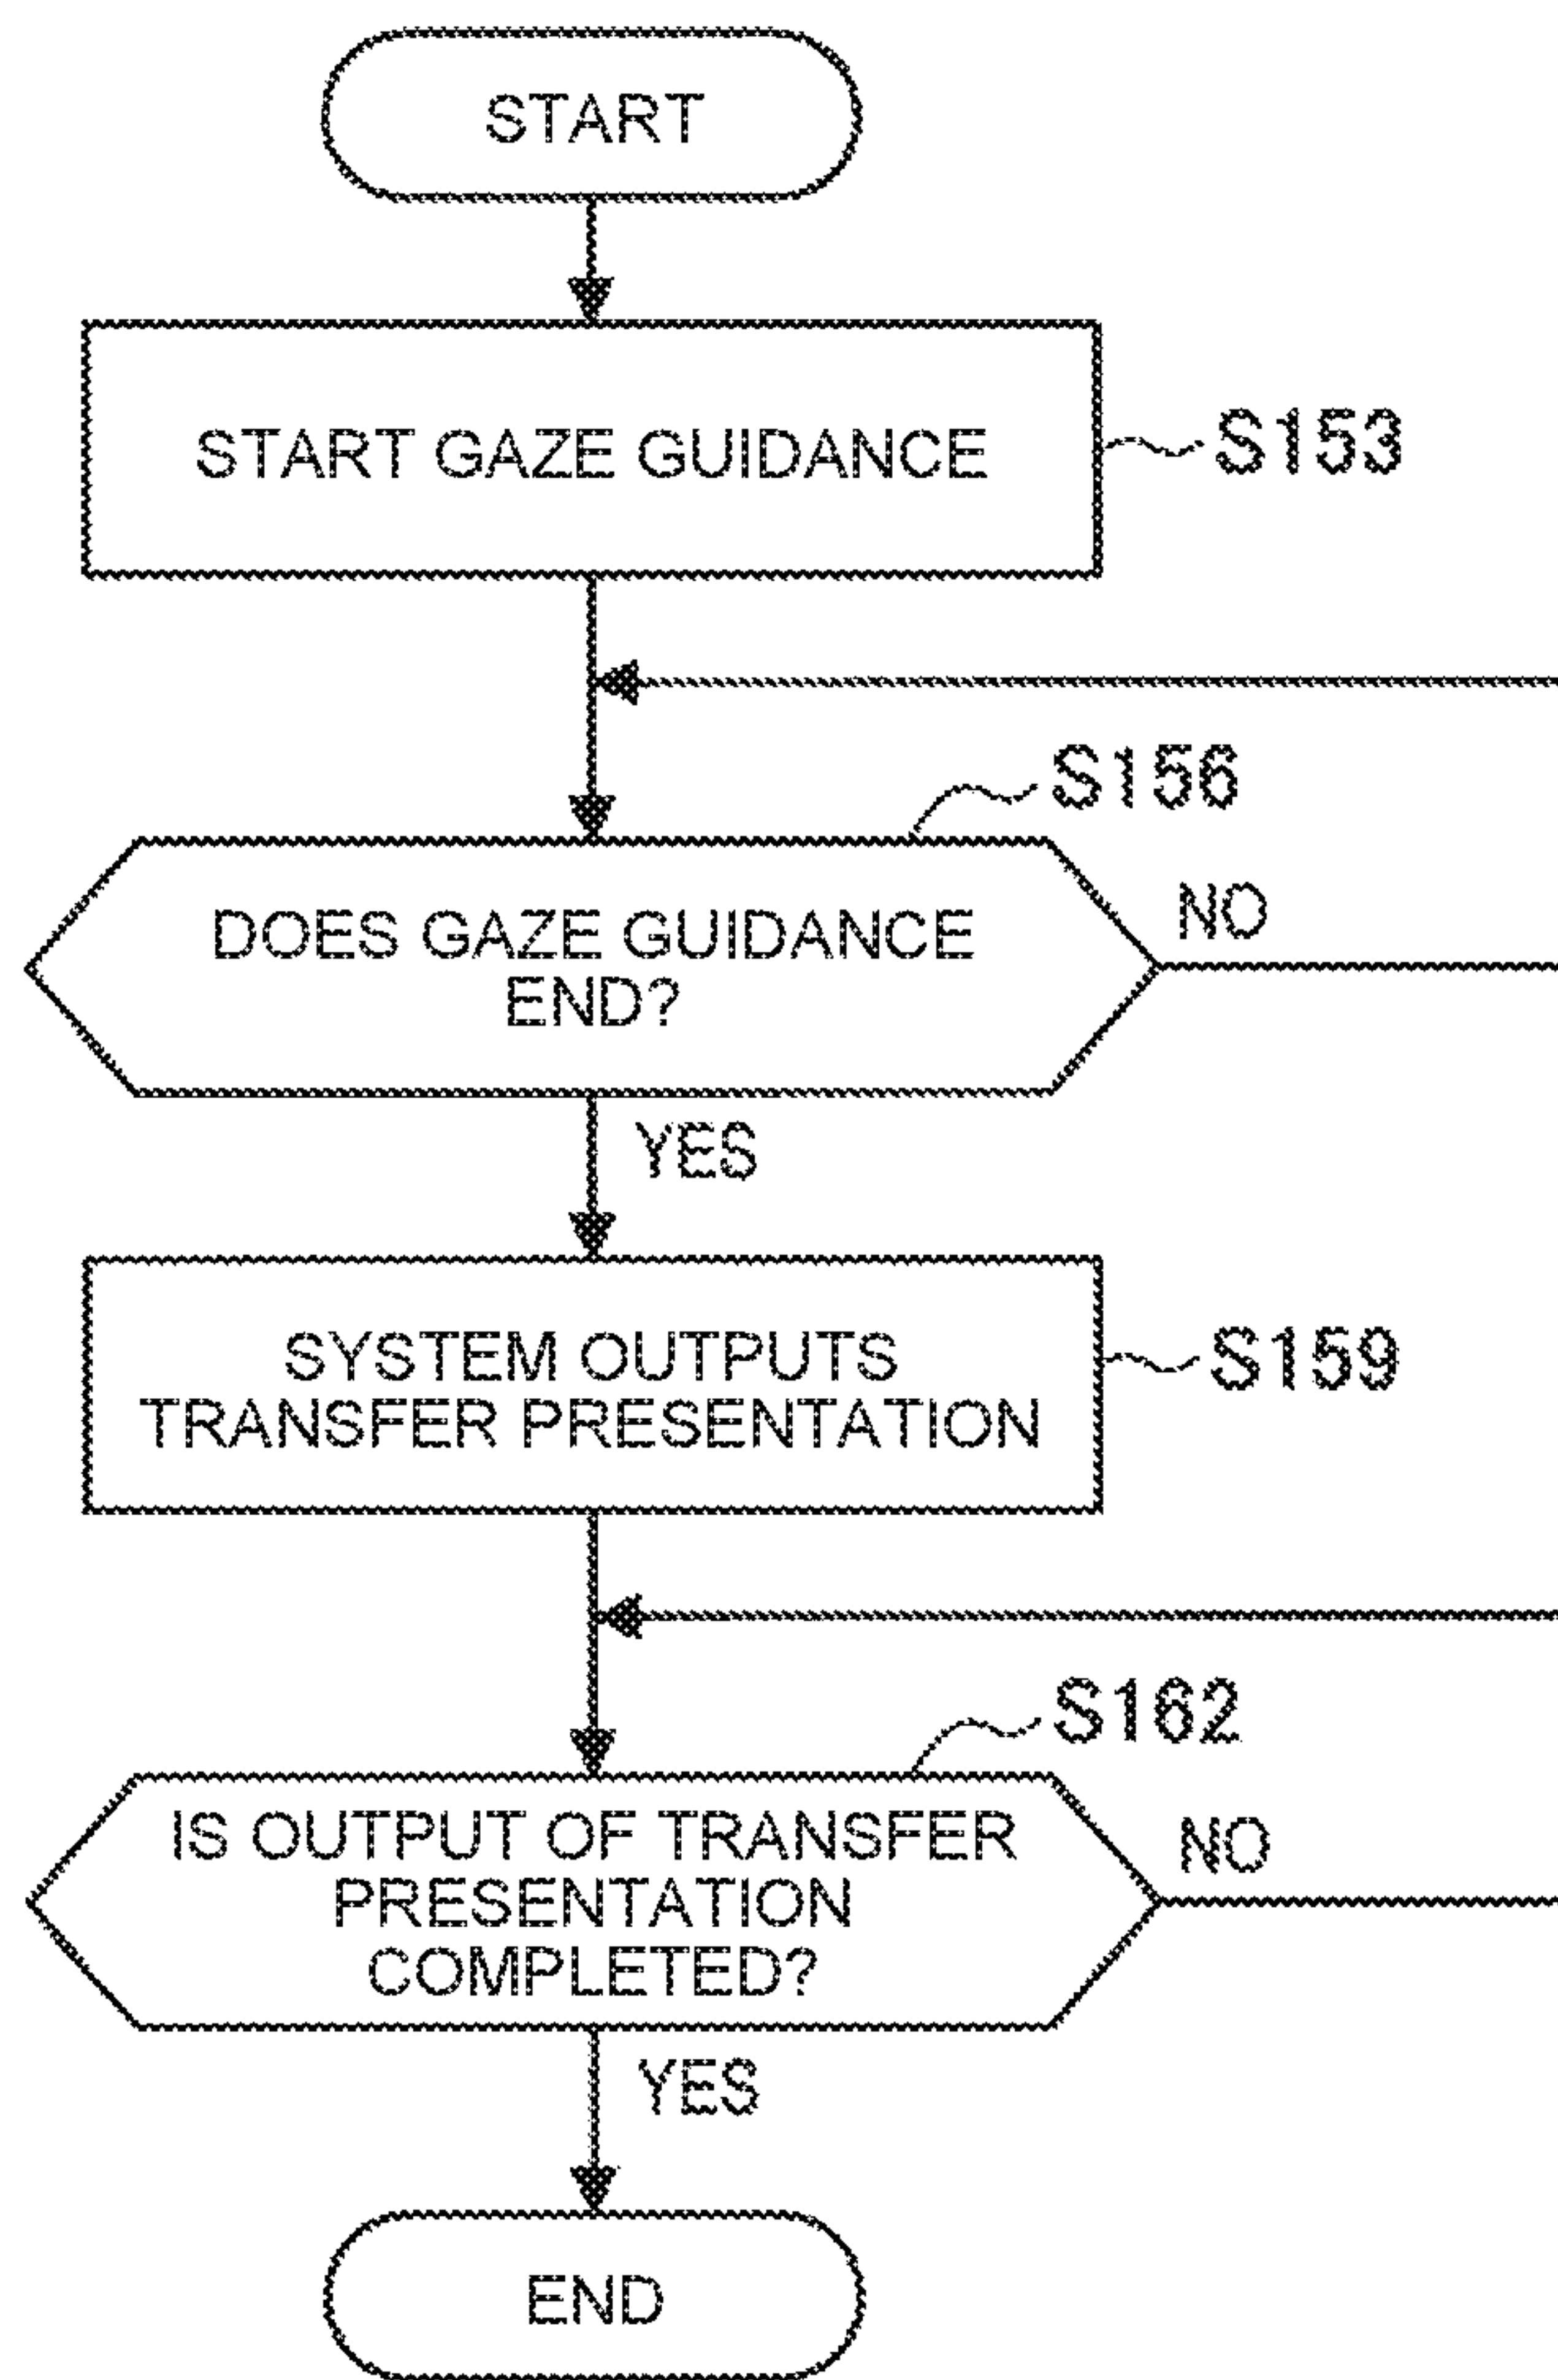 START
START GAZE GUIDANCE
S153
S156
DOES GAZE GUIDANCE
END?
NO
YES
SYSTEM OUTPUTS
TRANSFER PRESENTATION
S159
S162
IS OUTPUT OF TRANSFER
PRESENTATION
COMPLETED?
NO
YES
END